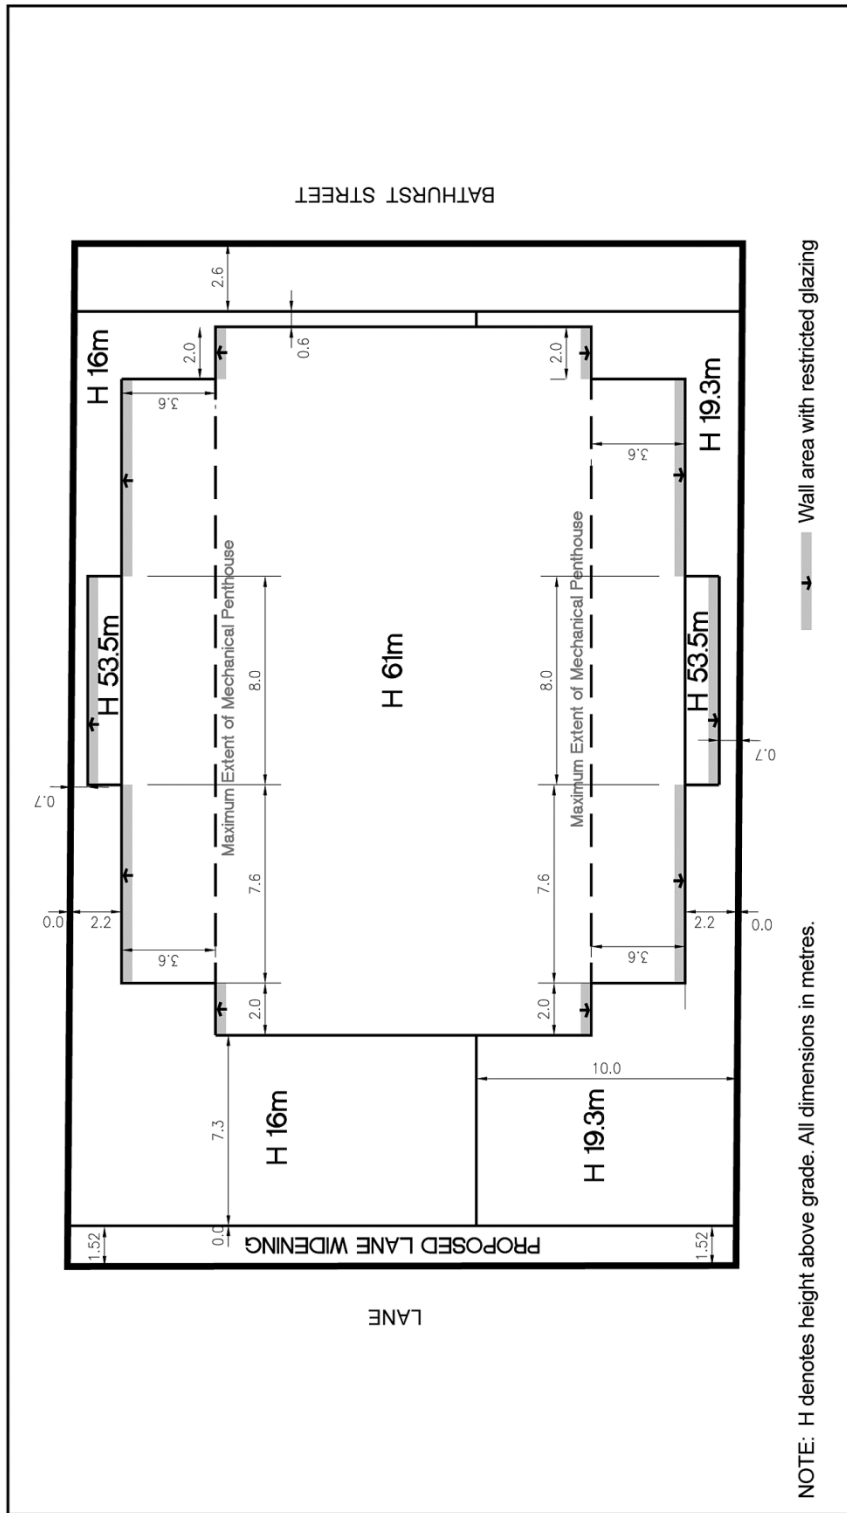 BATHURST STREET
2.6
H 16m
2.0
0.6
2.0
H 19.3m
3.6
3.6
Maximum Extent of Mechanical Penthouse
Maximum Extent of Mechanical Penthouse
H 53.5m
8.0
H 61m
8.0
H 53.5m
0.7
0.7
7.6
7.6
0.0
2.2
2.2
0.0
3.6
3.6
2.0
2.0
7.3
H 16m
10.0
H 19.3m
1.52
0.0
PROPOSED LANE WIDENING
1.52
LANE
Wall area with restricted glazing
NOTE: H denotes height above grade. All dimensions in metres.